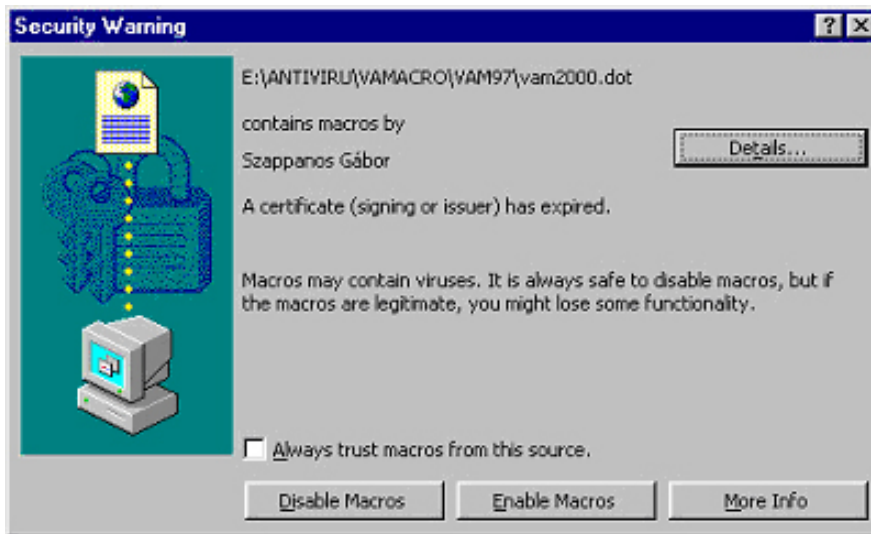 Security Warning
E:\ANTIVIRU\VAMACRO\VAM97\vam2000.dot
contains macros by
Details...
Szappanos Gábor
A certificate (signing or issuer) has expired.
Macros may contain viruses. It is always safe to disable macros, but if
the macros are legitimate, you might lose some functionality.
Always trust macros from this source.
Disable Macros
Enable Macros
More Info